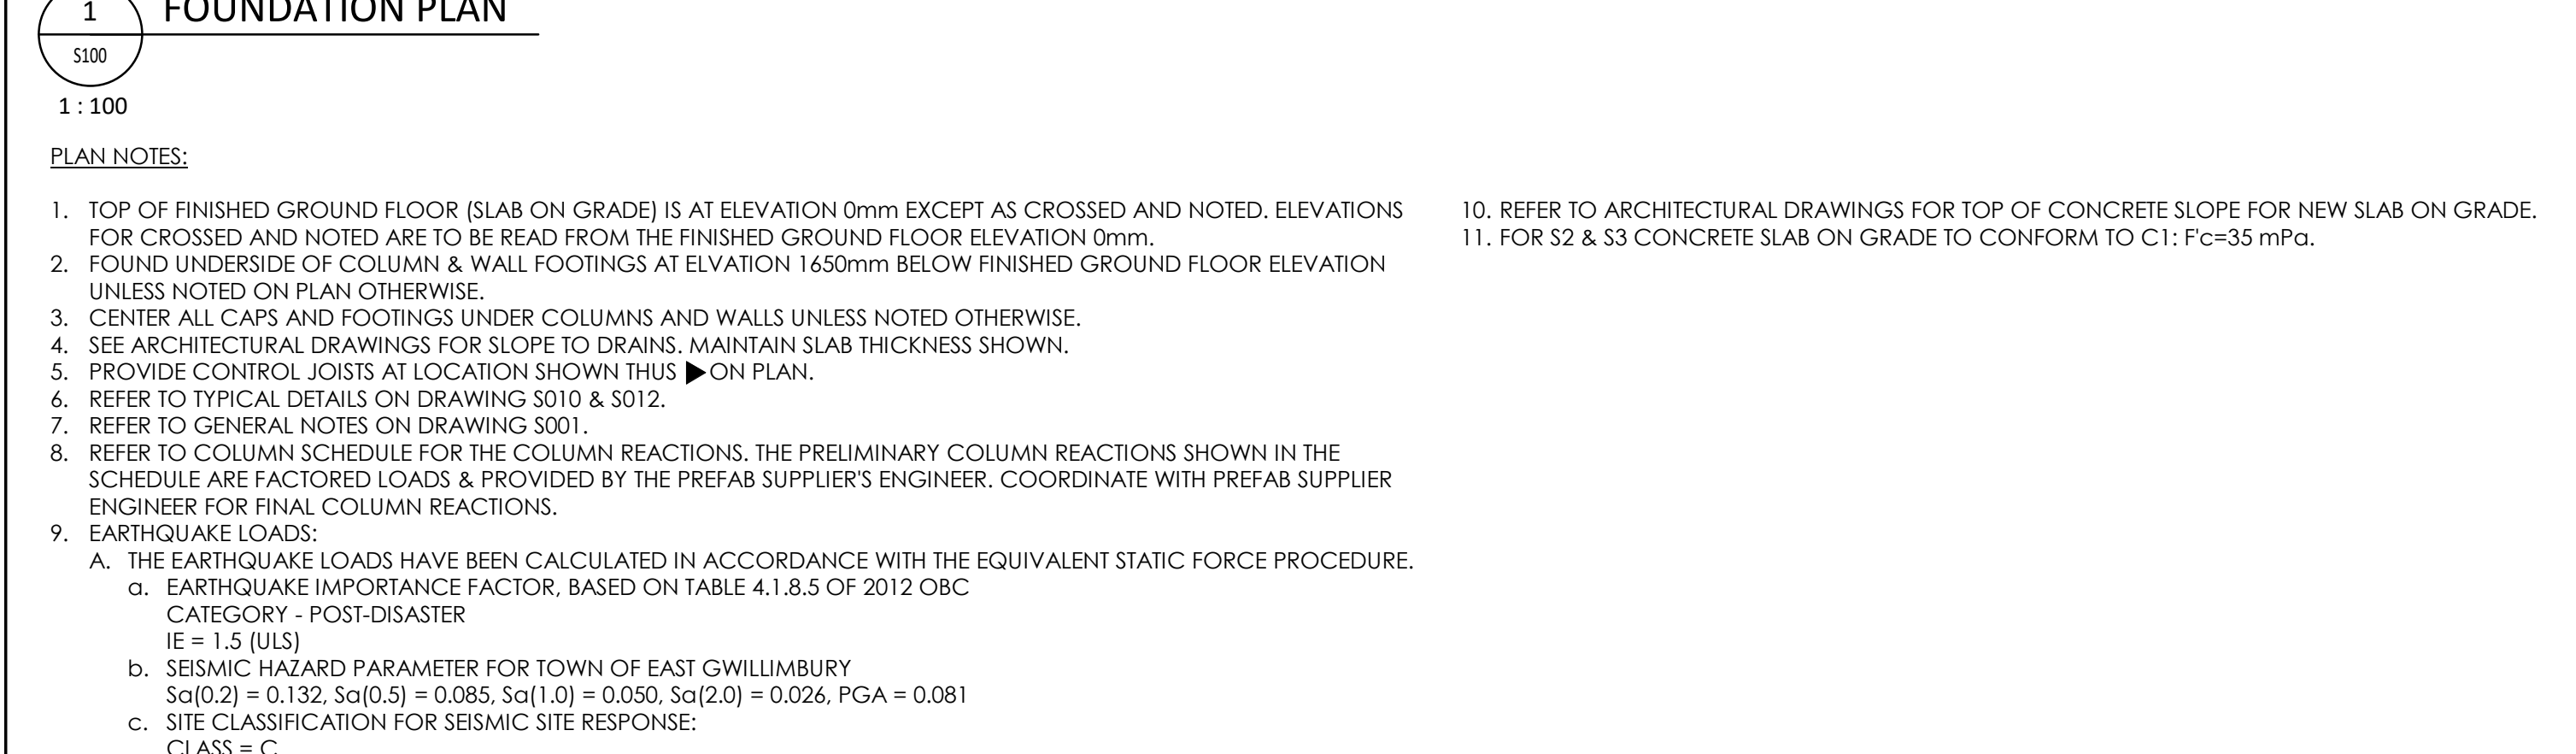 1
FOUNDATION PLAN
S100
1 : 100
PLAN NOTES:
1. TOP OF FINISHED GROUND FLOOR (SLAB ON GRADE) IS AT ELEVATION 0mm EXCEPT AS CROSSED AND NOTED. ELEVATIONS
FOR CROSSED AND NOTED ARE TO BE READ FROM THE FINISHED GROUND FLOOR ELEVATION 0mm.
2. FOUND UNDERSIDE OF COLUMN & WALL FOOTINGS AT ELVATION 1650mm BELOW FINISHED GROUND FLOOR ELEVATION
UNLESS NOTED ON PLAN OTHERWISE.
3. CENTER ALL CAPS AND FOOTINGS UNDER COLUMNS AND WALLS UNLESS NOTED OTHERWISE.
4. SEE ARCHITECTURAL DRAWINGS FOR SLOPE TO DRAINS. MAINTAIN SLAB THICKNESS SHOWN.
5. PROVIDE CONTROL JOISTS AT LOCATION SHOWN THUS ▶ ON PLAN.
6. REFER TO TYPICAL DETAILS ON DRAWING S010 & S012.
7. REFER TO GENERAL NOTES ON DRAWING S001.
8. REFER TO COLUMN SCHEDULE FOR THE COLUMN REACTIONS. THE PRELIMINARY COLUMN REACTIONS SHOWN IN THE
SCHEDULE ARE FACTORED LOADS & PROVIDED BY THE PREFAB SUPPLIER'S ENGINEER. COORDINATE WITH PREFAB SUPPLIER
ENGINEER FOR FINAL COLUMN REACTIONS.
9. EARTHQUAKE LOADS:
A. THE EARTHQUAKE LOADS HAVE BEEN CALCULATED IN ACCORDANCE WITH THE EQUIVALENT STATIC FORCE PROCEDURE.
a. EARTHQUAKE IMPORTANCE FACTOR, BASED ON TABLE 4.1.8.5 OF 2012 OBC
CATEGORY - POST-DISASTER
IE = 1.5 (ULS)
b. SEISMIC HAZARD PARAMETER FOR TOWN OF EAST GWILLIMBURY
Sa(0.2) = 0.132, Sa(0.5) = 0.085, Sa(1.0) = 0.050, Sa(2.0) = 0.026, PGA = 0.081
c. SITE CLASSIFICATION FOR SEISMIC SITE RESPONSE:
CLASS = C
10. REFER TO ARCHITECTURAL DRAWINGS FOR TOP OF CONCRETE SLOPE FOR NEW SLAB ON GRADE.
11. FOR S2 & S3 CONCRETE SLAB ON GRADE TO CONFORM TO C1: F'c=35 mPa.